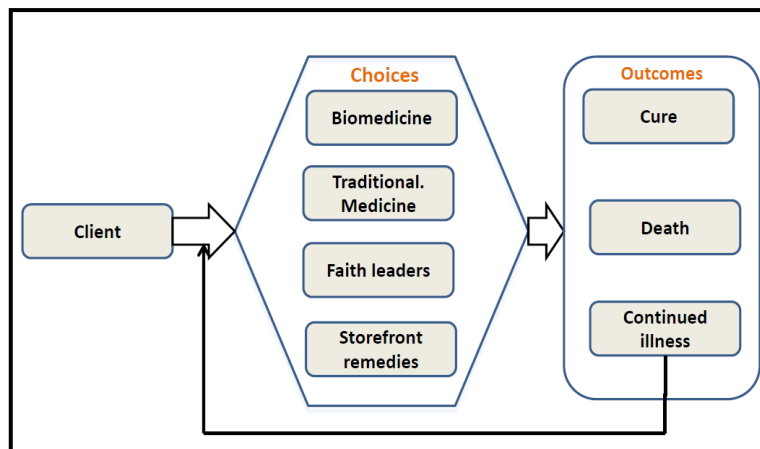 Client
Choices
Biomedicine
Traditional.
Medicine
Faith leaders
Storefront
remedies
Outcomes
Cure
Death
Continued
illness